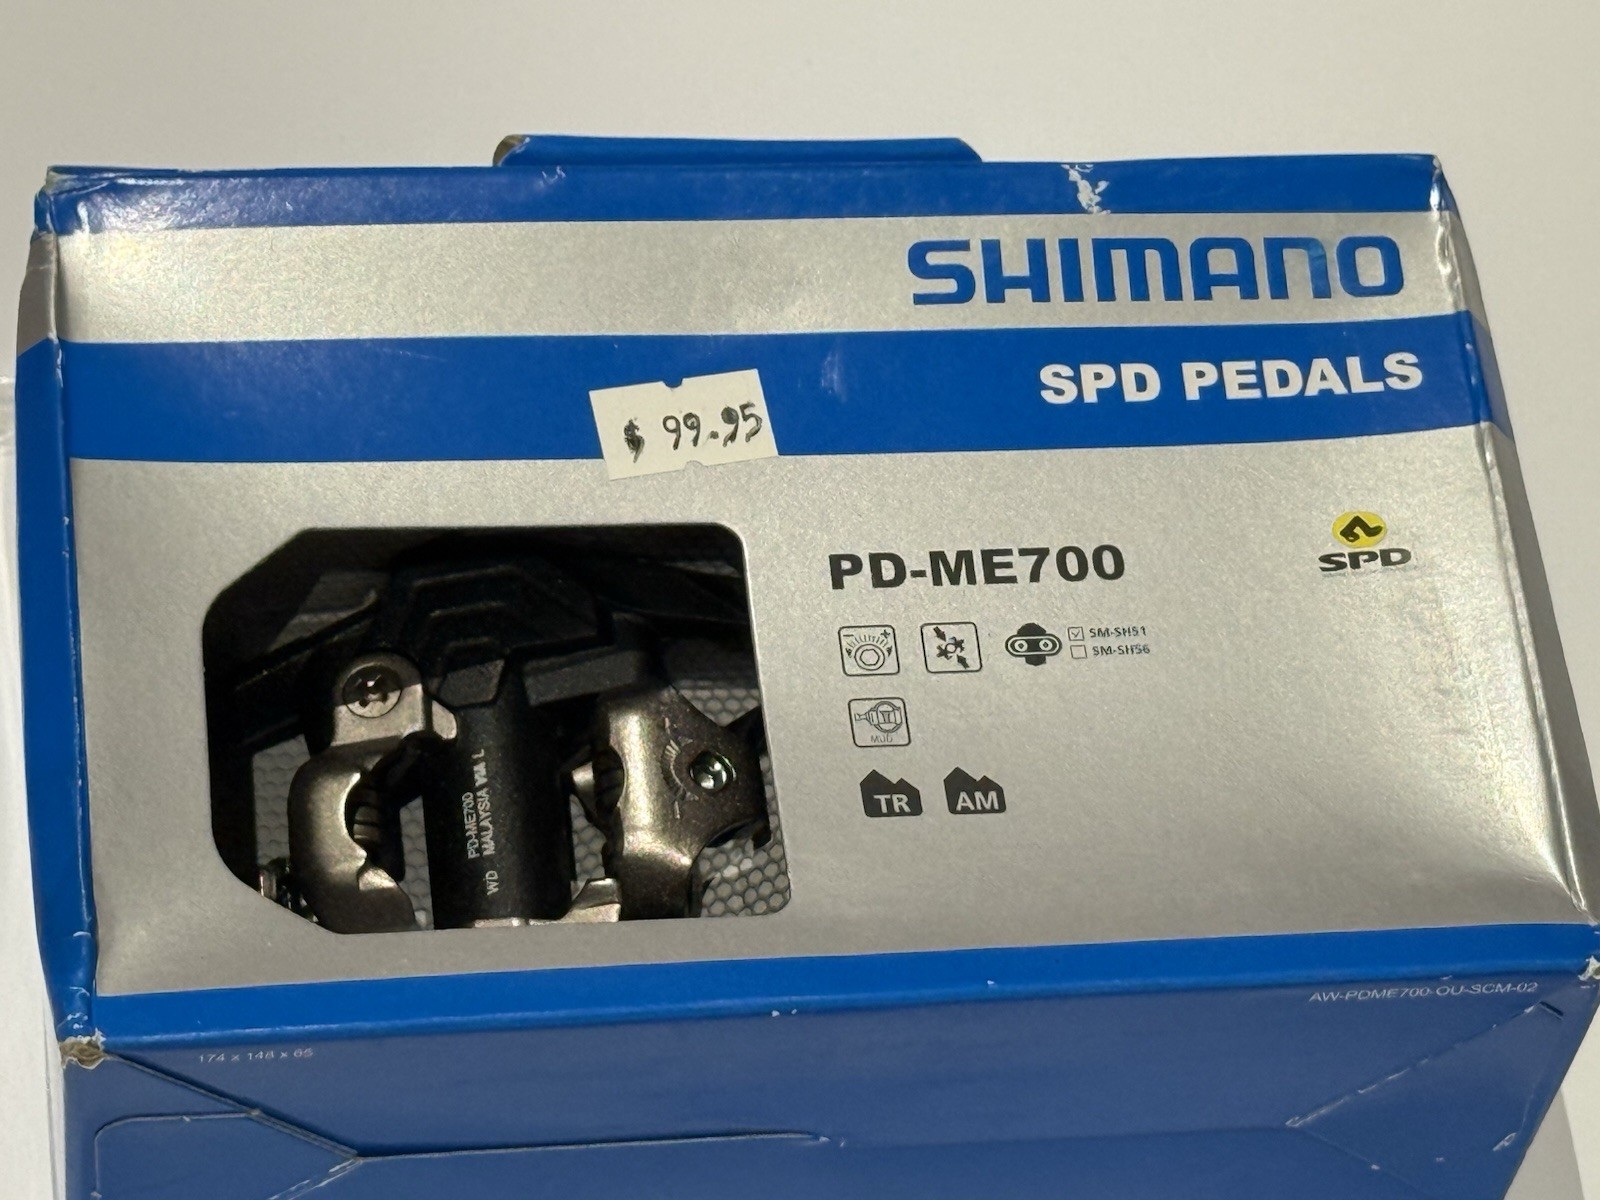 SHIMANO
SPD PEDALS
$ 99.95
PD-ME700
SPD
SM-SH51
SM-SH56
MUD
TR AM
PD-ME700
MALAYSIA L
WD
AW-PDME700-OU-SCM-02
174 x 148 x 65